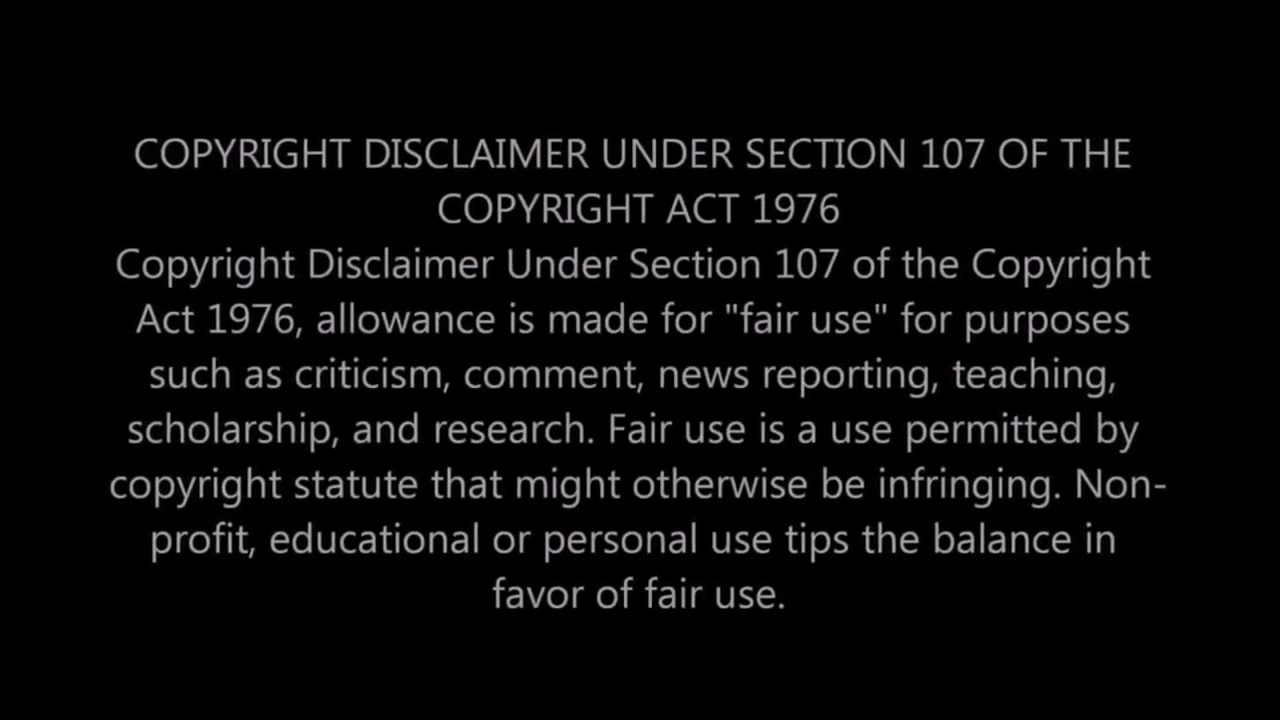 COPYRIGHT DISCLAIMER UNDER SECTION 107 OF THE
COPYRIGHT ACT 1976
Copyright Disclaimer Under Section 107 of the Copyright
Act 1976, allowance is made for "fair use" for purposes
such as criticism, comment, news reporting, teaching,
scholarship, and research. Fair use is a use permitted by
copyright statute that might otherwise be infringing. Non-
profit, educational or personal use tips the balance in
favor of fair use.